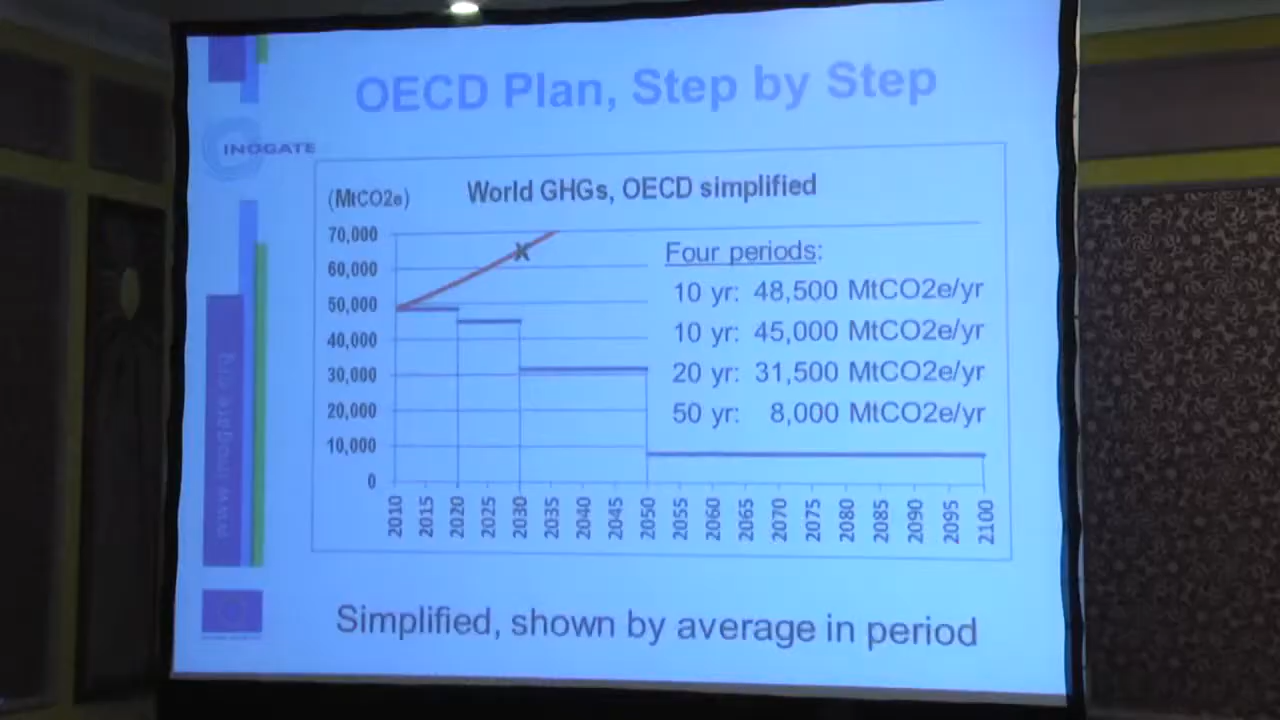 OECD Plan, Step by Step
INOGATE
(MtCO2e)
World GHGs, OECD simplified
70,000
60,000
50,000
40,000
30,000
20,000
10,000
0
X
Four periods:
10 yr: 48,500 MtCO2e/yr
10 yr: 45,000 MtCO2e/yr
20 yr: 31,500 MtCO2e/yr
50 yr: 8,000 MtCO2e/yr
2010 2015 2020 2025 2030 2035 2040 2045 2050 2055 2060 2065 2070 2075 2080 2085 2090 2095 2100
www.inogate.org
Simplified, shown by average in period